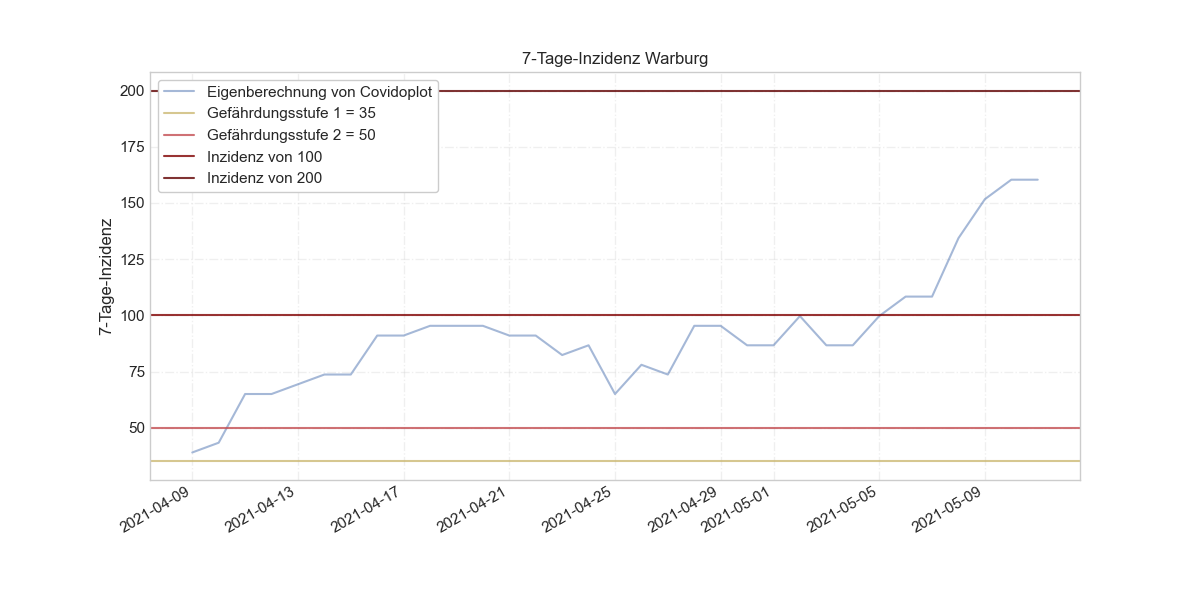 7-Tage-Inzidenz Warburg
Eigenberechnung von Covidoplot
Gefährdungsstufe 1 = 35
Gefährdungsstufe 2 = 50
Inzidenz von 100
Inzidenz von 200
7-Tage-Inzidenz
200
175
150
125
100
75
50
2021-04-09
2021-04-13
2021-04-17
2021-04-21
2021-04-25
2021-04-29
2021-05-01
2021-05-05
2021-05-09